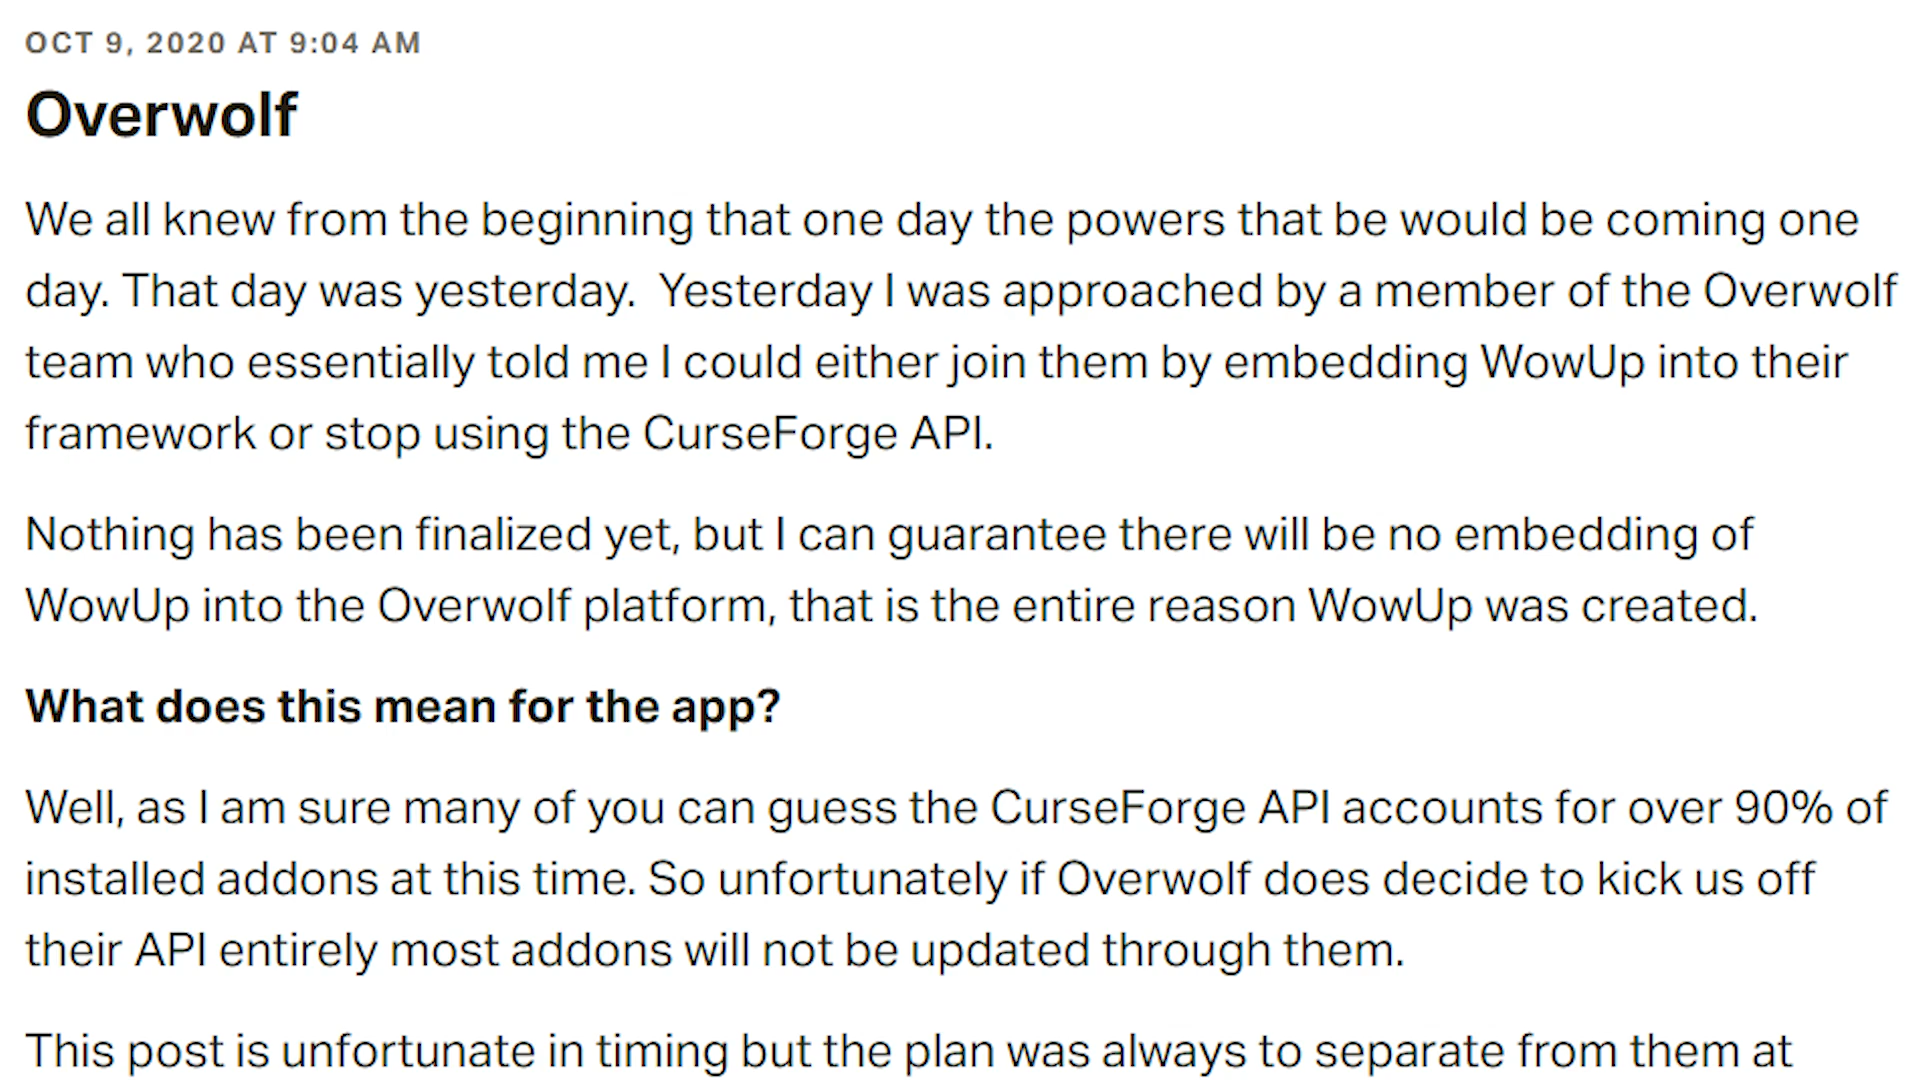 OCT 9, 2020 AT 9:04 AM
Overwolf
We all knew from the beginning that one day the powers that be would be coming one
day. That day was yesterday.  Yesterday I was approached by a member of the Overwolf
team who essentially told me I could either join them by embedding WowUp into their
framework or stop using the CurseForge API.
Nothing has been finalized yet, but I can guarantee there will be no embedding of
WowUp into the Overwolf platform, that is the entire reason WowUp was created.
What does this mean for the app?
Well, as I am sure many of you can guess the CurseForge API accounts for over 90% of
installed addons at this time. So unfortunately if Overwolf does decide to kick us off
their API entirely most addons will not be updated through them.
This post is unfortunate in timing but the plan was always to separate from them at